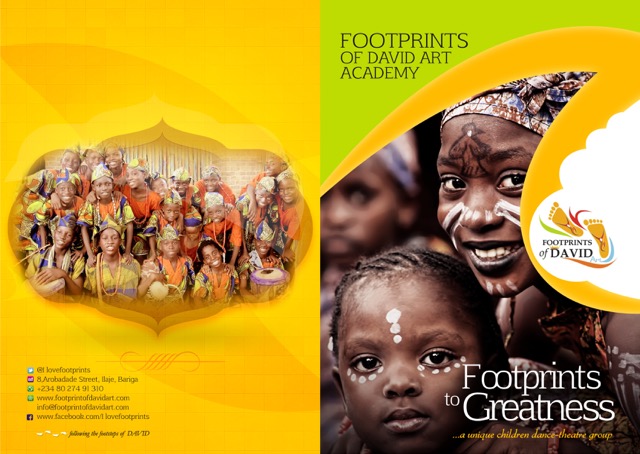 @I lovefootprints
8,Arobadade Street, Ilaje, Bariga
+234 80 274 91 310
www.footprintofdavidart.com
info@footprintofdavidart.com
www.facebook.com/I lovefootprints
following the footsteps of DAVID
FOOTPRINTS
OF DAVID ART
ACADEMY
FOOTPRINTS
of DAVID
Footprints
to Greatness
...a unique children dance-theatre group